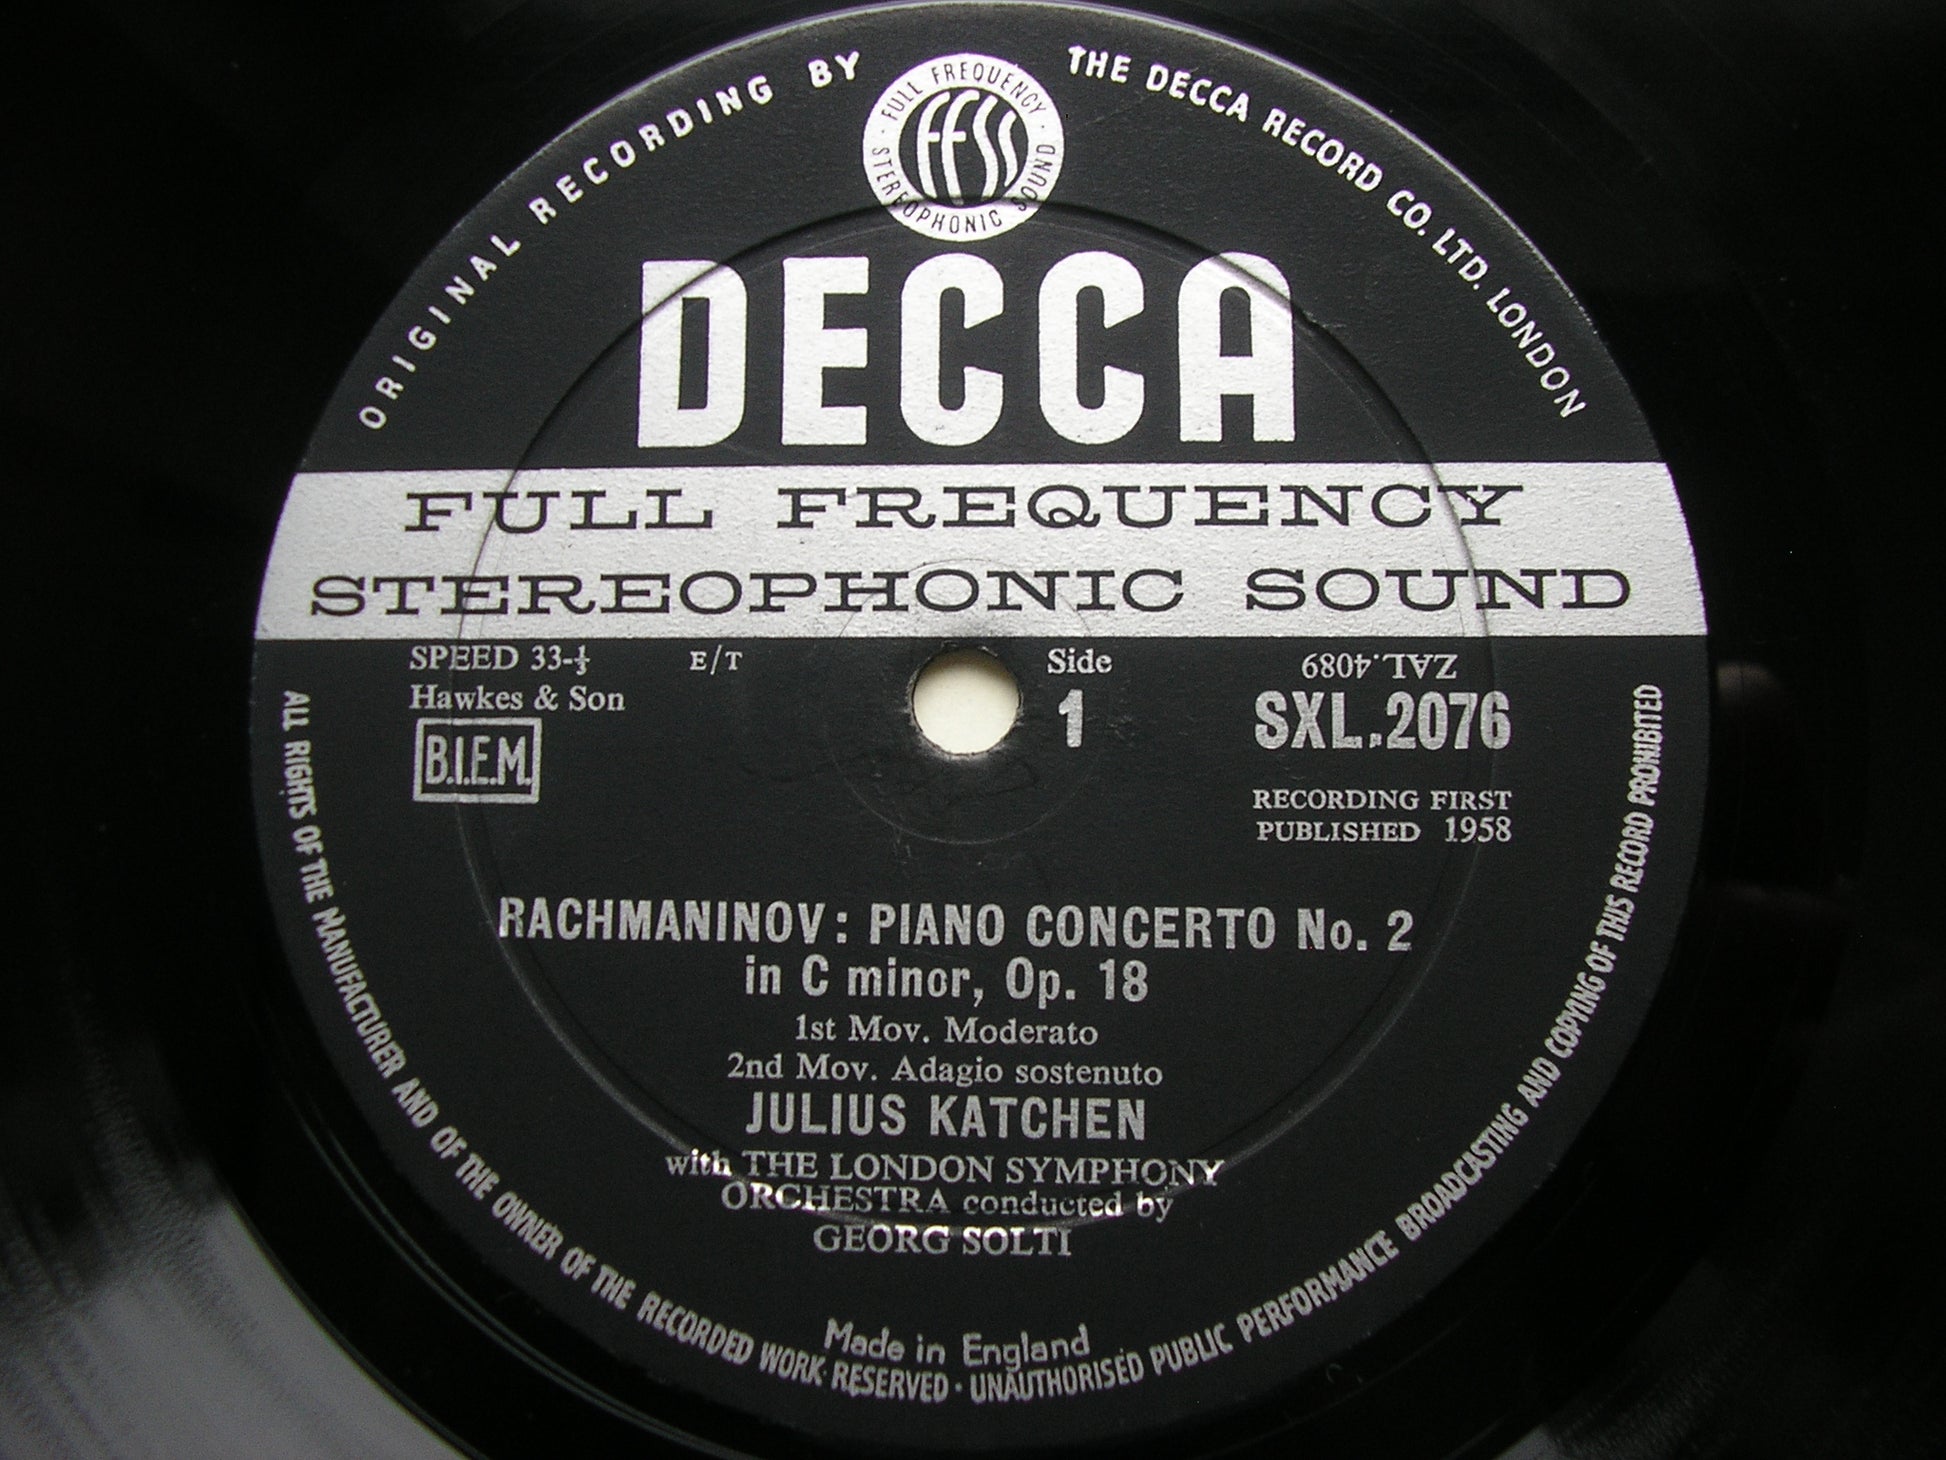 ORIGINAL RECORDING BY THE DECCA RECORD CO. LTD. LONDON
FULL FREQUENCY STEREOPHONIC SOUND
FFSS
DECCA
FULL FREQUENCY
STEREOPHONIC SOUND
SPEED 33-⅓ E/T Side ZAL.4089
Hawkes & Son 1 SXL.2076
B.I.E.M.
RECORDING FIRST
PUBLISHED 1958
RACHMANINOV: PIANO CONCERTO No. 2
in C minor, Op. 18
1st Mov. Moderato
2nd Mov. Adagio sostenuto
JULIUS KATCHEN
with THE LONDON SYMPHONY
ORCHESTRA conducted by
GEORG SOLTI
Made in England
ALL RIGHTS OF THE MANUFACTURER AND OF THE OWNER OF THE RECORDED WORK RESERVED · UNAUTHORISED PUBLIC PERFORMANCE BROADCASTING AND COPYING OF THIS RECORD PROHIBITED